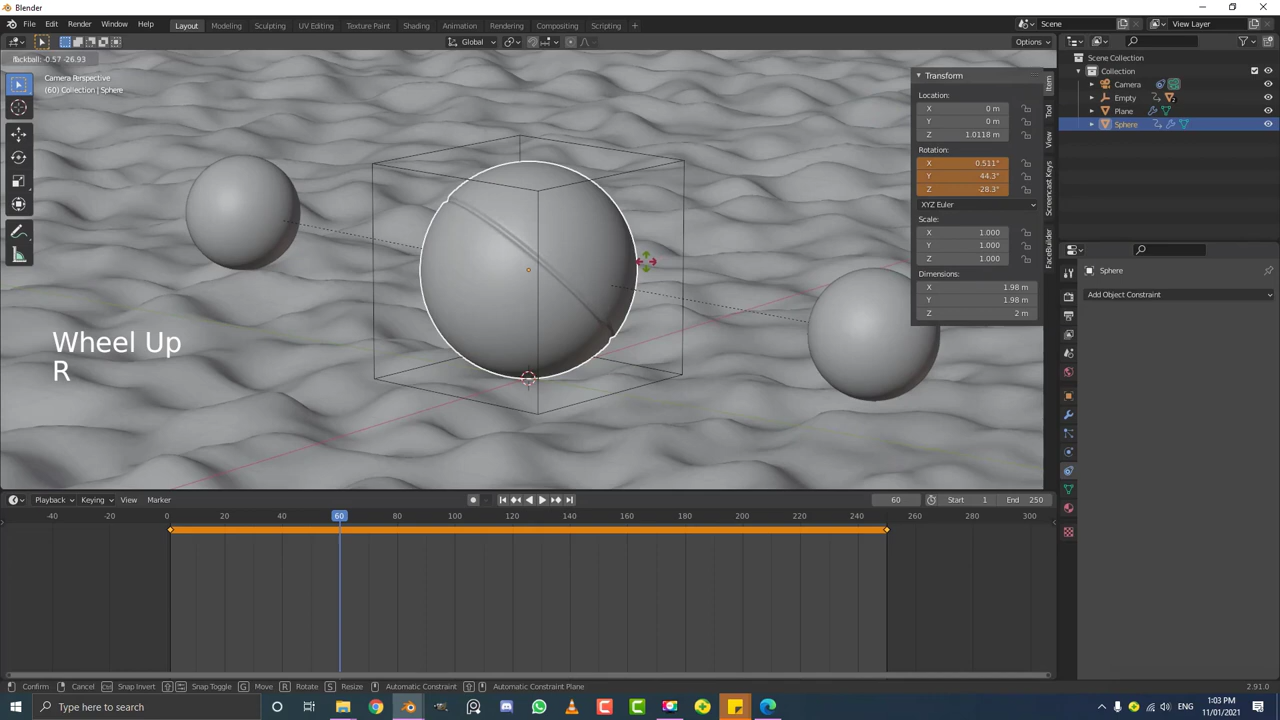 Blender
File Edit Render Window Help
Layout Modeling Sculpting UV Editing Texture Paint Shading Animation Rendering Compositing Scripting +
Scene
View Layer
Global
Options
Trackball: -0.57 -26.93
Camera Perspective
(60) Collection | Sphere
Transform
Location:
X 0 m
Y 0 m
Z 1.0118 m
Rotation:
X 0.511°
Y 44.3°
Z -28.3°
XYZ Euler
Scale:
X 1.000
Y 1.000
Z 1.000
Dimensions:
X 1.98 m
Y 1.98 m
Z 2 m
Item
Tool
View
Screencast Keys
FaceBuilder
Scene Collection
Collection
Camera
Empty
Plane
Sphere
Sphere
Add Object Constraint
Wheel Up
R
Playback Keying View Marker
60 Start 1 End 250
-40 -20 0 20 40 60 80 100 120 140 160 180 200 220 240 260 280 300
Confirm Cancel Snap Invert Snap Toggle G Move R Rotate S Resize Automatic Constraint Automatic Constraint Plane 2.91.0
Type here to search
ENG
1:03 PM
11/01/2021